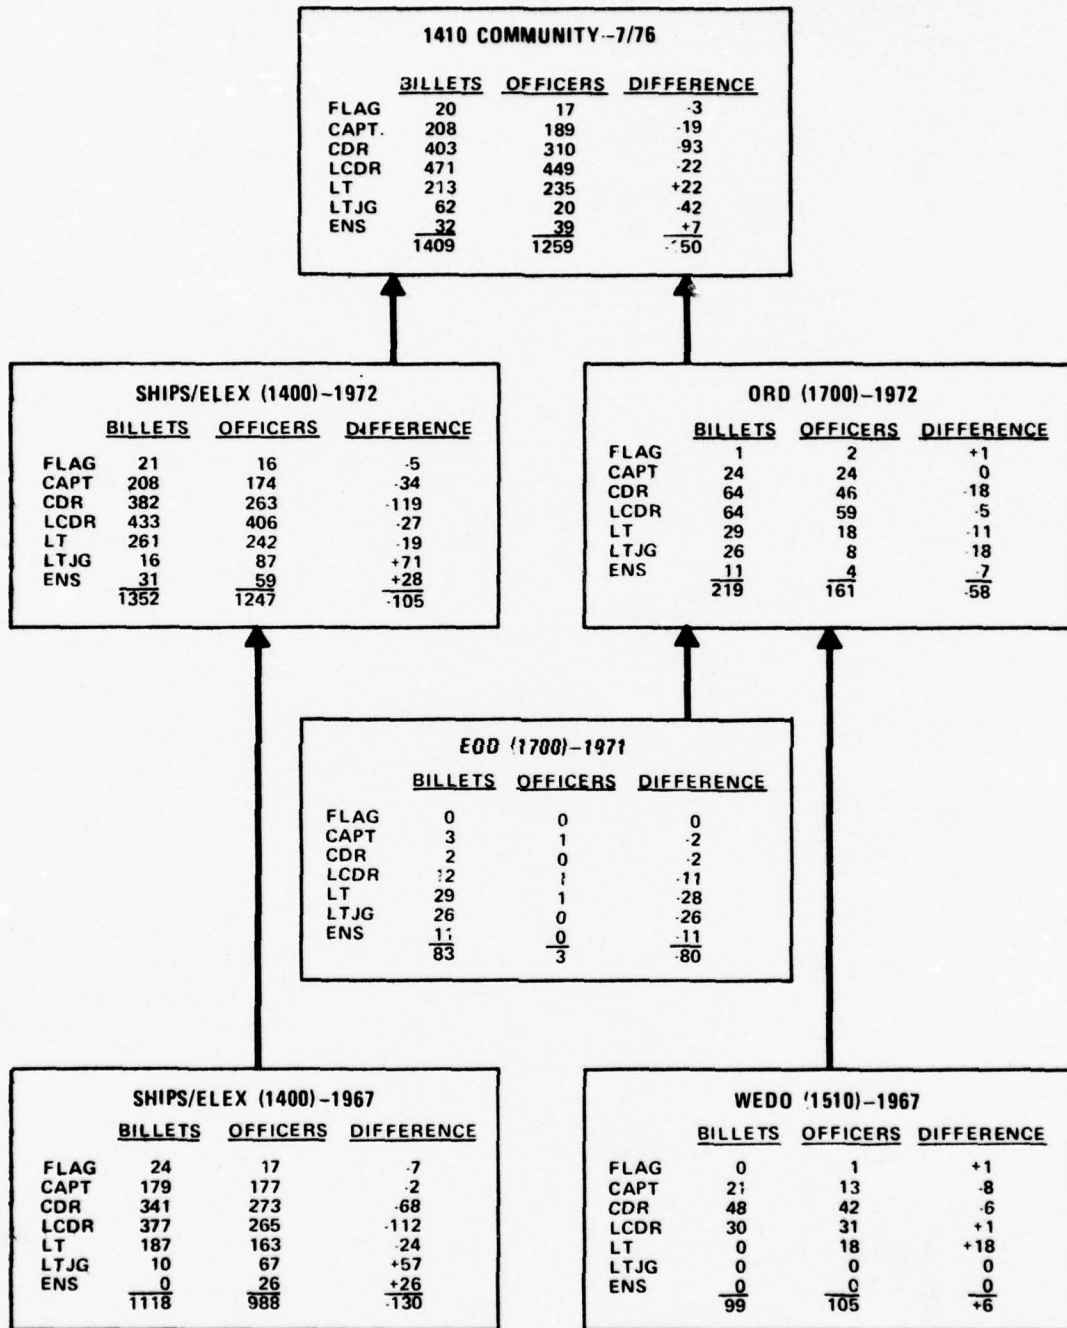 1410 COMMUNITY--7/76
BILLETS OFFICERS DIFFERENCE
FLAG 20 17 -3
CAPT. 208 189 -19
CDR 403 310 -93
LCDR 471 449 -22
LT 213 235 +22
LTJG 62 20 -42
ENS 32 39 +7
1409 1259 -150
SHIPS/ELEX (1400)-1972
BILLETS OFFICERS DIFFERENCE
FLAG 21 16 -5
CAPT 208 174 -34
CDR 382 263 -119
LCDR 433 406 -27
LT 261 242 -19
LTJG 16 87 +71
ENS 31 59 +28
1352 1247 -105
ORD (1700)-1972
BILLETS OFFICERS DIFFERENCE
FLAG 1 2 +1
CAPT 24 24 0
CDR 64 46 -18
LCDR 64 59 -5
LT 29 18 -11
LTJG 26 8 -18
ENS 11 4 -7
219 161 -58
EOD (1700)-1971
BILLETS OFFICERS DIFFERENCE
FLAG 0 0 0
CAPT 3 1 -2
CDR 2 0 -2
LCDR 12 1 -11
LT 29 1 -28
LTJG 26 0 -26
ENS 11 0 -11
83 3 -80
SHIPS/ELEX (1400)-1967
BILLETS OFFICERS DIFFERENCE
FLAG 24 17 -7
CAPT 179 177 -2
CDR 341 273 -68
LCDR 377 265 -112
LT 187 163 -24
LTJG 10 67 +57
ENS 0 26 +26
1118 988 -130
WEDO (1510)-1967
BILLETS OFFICERS DIFFERENCE
FLAG 0 1 +1
CAPT 21 13 -8
CDR 48 42 -6
LCDR 30 31 +1
LT 0 18 +18
LTJG 0 0 0
ENS 0 0 0
99 105 +6